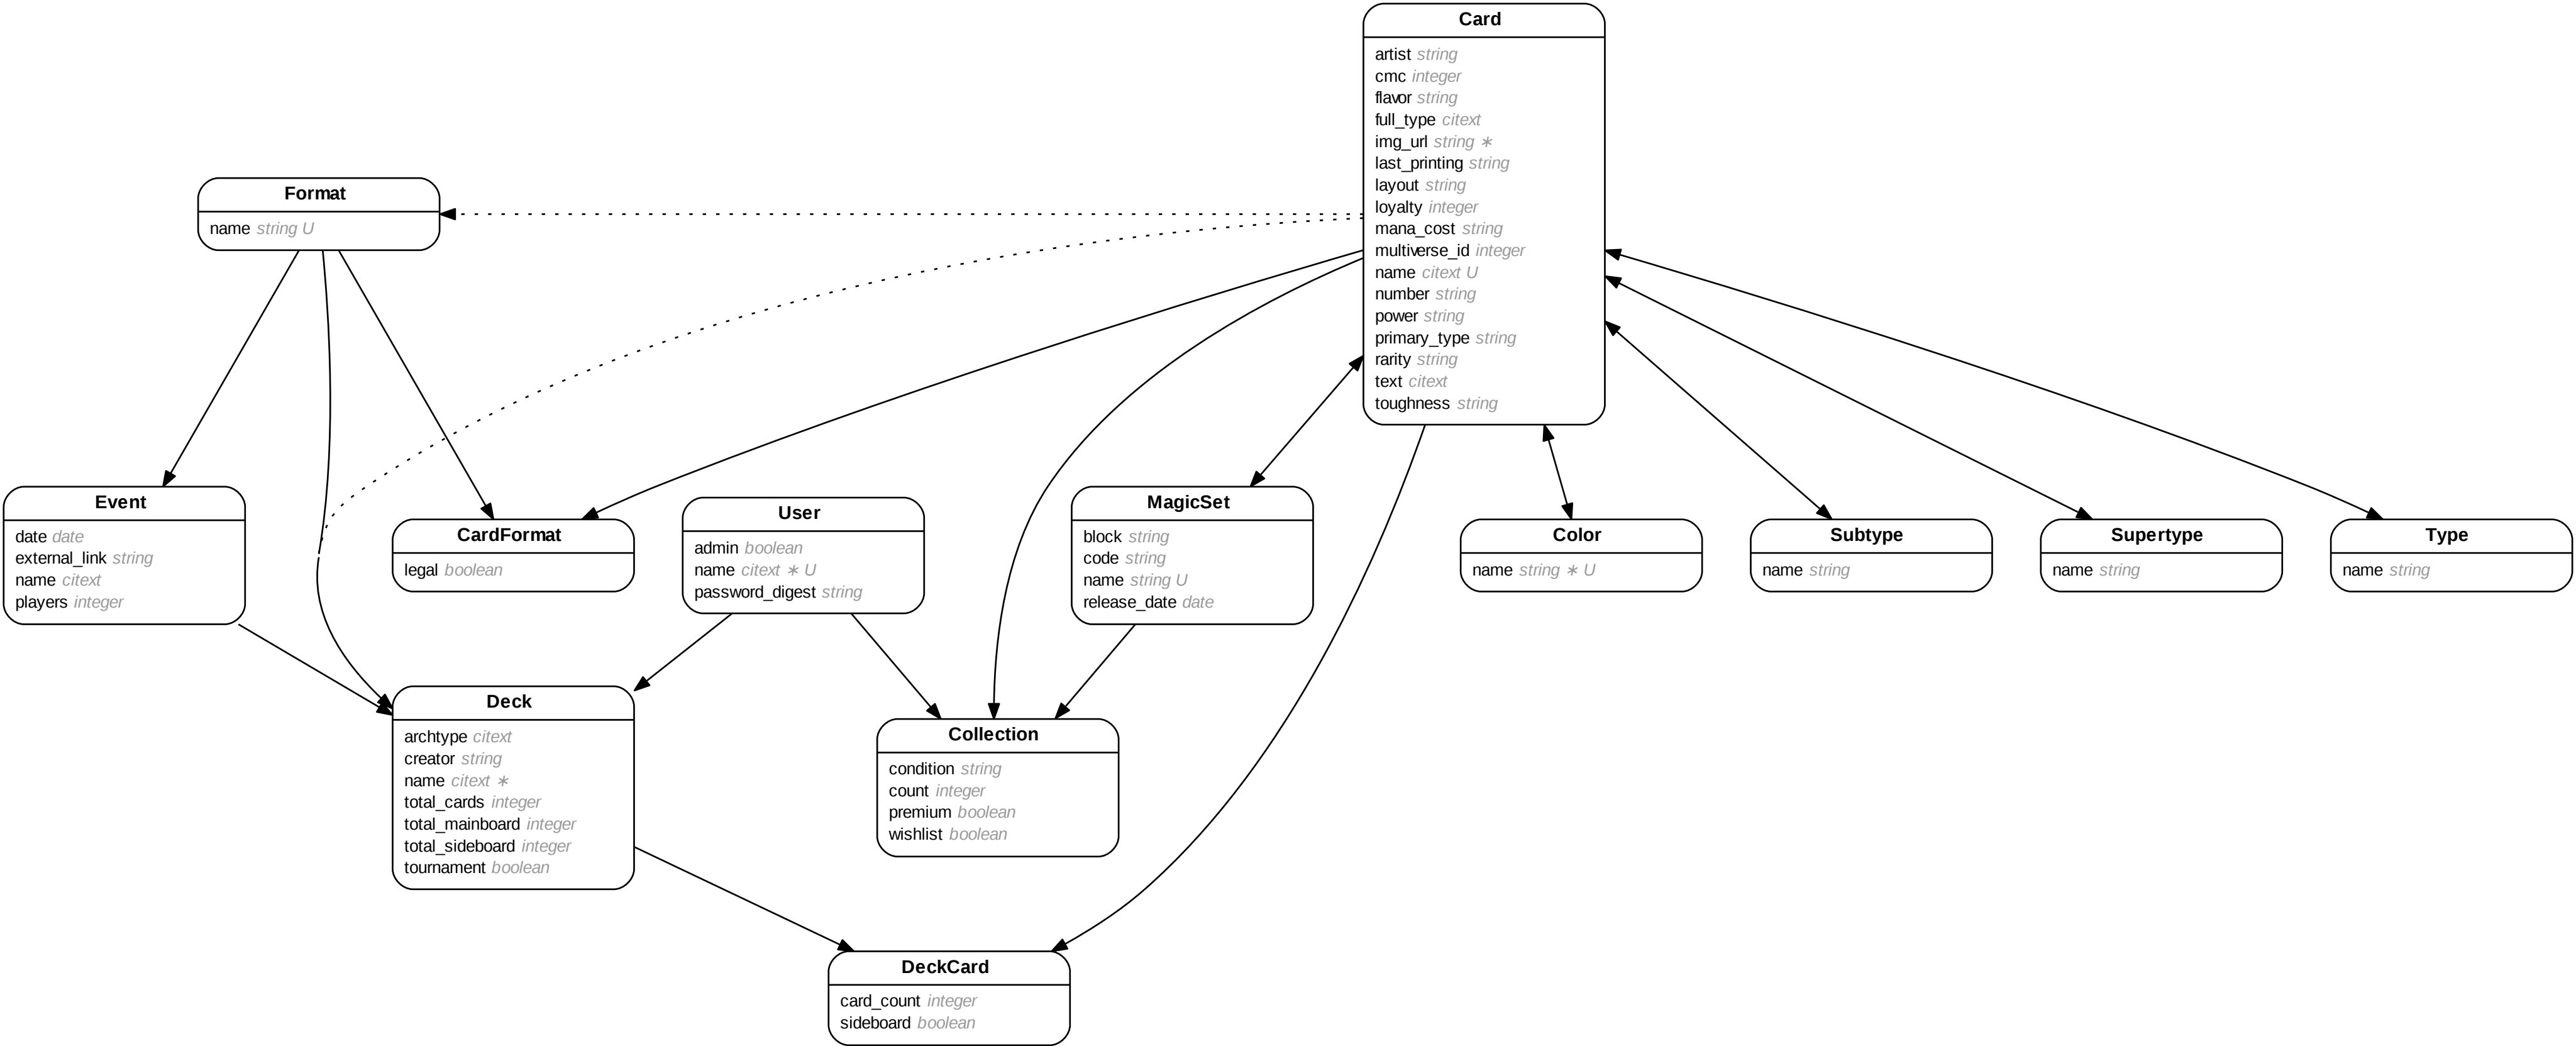 Card
artist string
cmc integer
flavor string
full_type citext
img_url string ∗
last_printing string
layout string
loyalty integer
mana_cost string
multiverse_id integer
name citext U
number string
power string
primary_type string
rarity string
text citext
toughness string
Format
name string U
Event
date date
external_link string
name citext
players integer
CardFormat
legal boolean
User
admin boolean
name citext ∗ U
password_digest string
MagicSet
block string
code string
name string U
release_date date
Color
name string ∗ U
Subtype
name string
Supertype
name string
Type
name string
Deck
archtype citext
creator string
name citext ∗
total_cards integer
total_mainboard integer
total_sideboard integer
tournament boolean
Collection
condition string
count integer
premium boolean
wishlist boolean
DeckCard
card_count integer
sideboard boolean